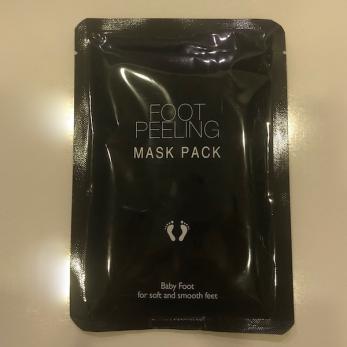 FOOT
PEELING
MASK PACK
Baby Foot
for soft and smooth feet